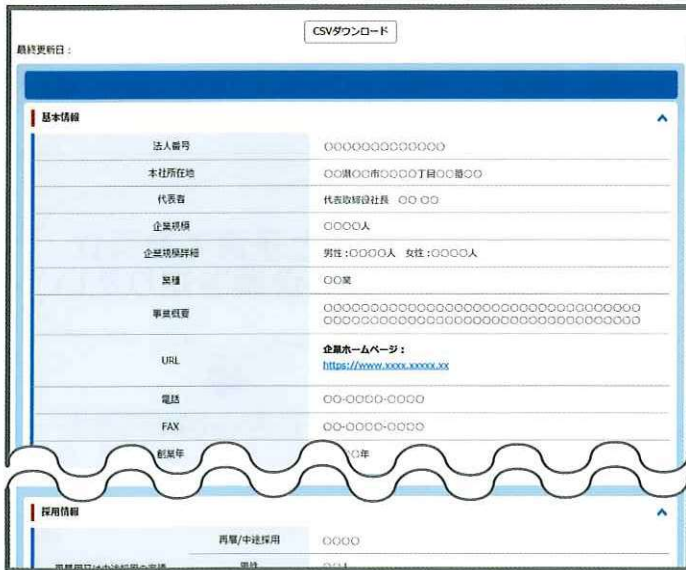 CSVダウンロード
最終更新日：
基本情報
法人番号 〇〇〇〇〇〇〇〇〇〇〇〇〇
本社所在地 〇〇県〇〇市〇〇〇〇丁目〇〇番〇〇
代表者 代表取締役社長 〇〇 〇〇
企業規模 〇〇〇〇人
企業規模詳細 男性：〇〇〇〇人 女性：〇〇〇〇人
業種 〇〇業
事業概要 〇〇〇〇〇〇〇〇〇〇〇〇〇〇〇〇〇〇〇〇〇〇〇〇〇〇〇〇〇〇〇〇〇〇
〇〇〇〇〇〇〇〇〇〇〇〇〇〇〇〇〇〇〇〇〇〇〇〇〇〇〇〇〇〇〇〇〇〇
URL 企業ホームページ：
https://www.xxxx.xxxxx.xx
電話 〇〇-〇〇〇〇-〇〇〇〇
FAX 〇〇-〇〇〇〇-〇〇〇〇
創業年 〇年
採用情報
再雇/中途採用 〇〇〇〇
男性